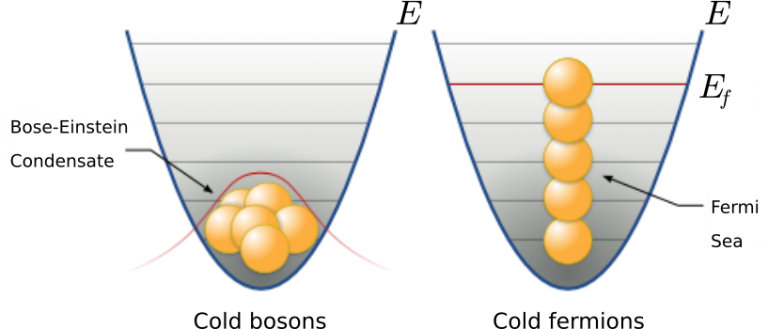 E
Bose-Einstein
Condensate
Cold bosons
E
E_f
Fermi
Sea
Cold fermions